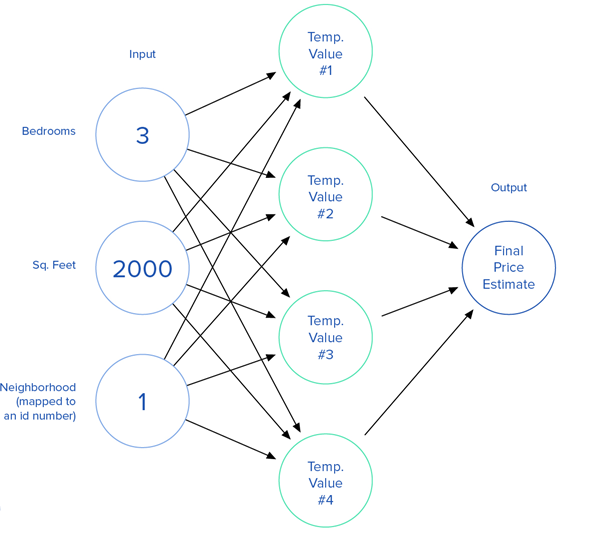 Input
Bedrooms
3
Sq. Feet
2000
Neighborhood
(mapped to
an id number)
1
Temp.
Value
#1
Temp.
Value
#2
Temp.
Value
#3
Temp.
Value
#4
Output
Final
Price
Estimate